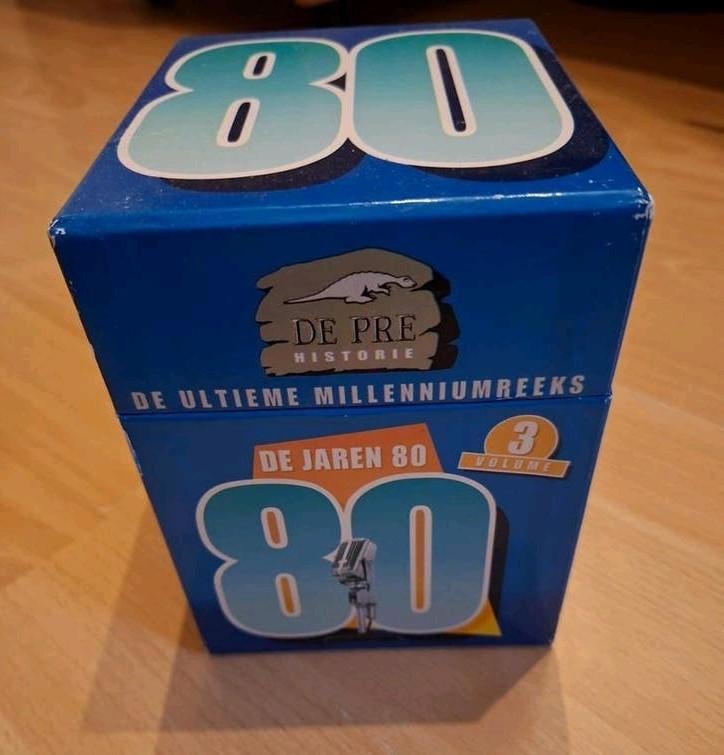 80
DE PRE
HISTORIE
DE ULTIEME MILLENNIUMREEKS
DE JAREN 80
3
VOLUME
80